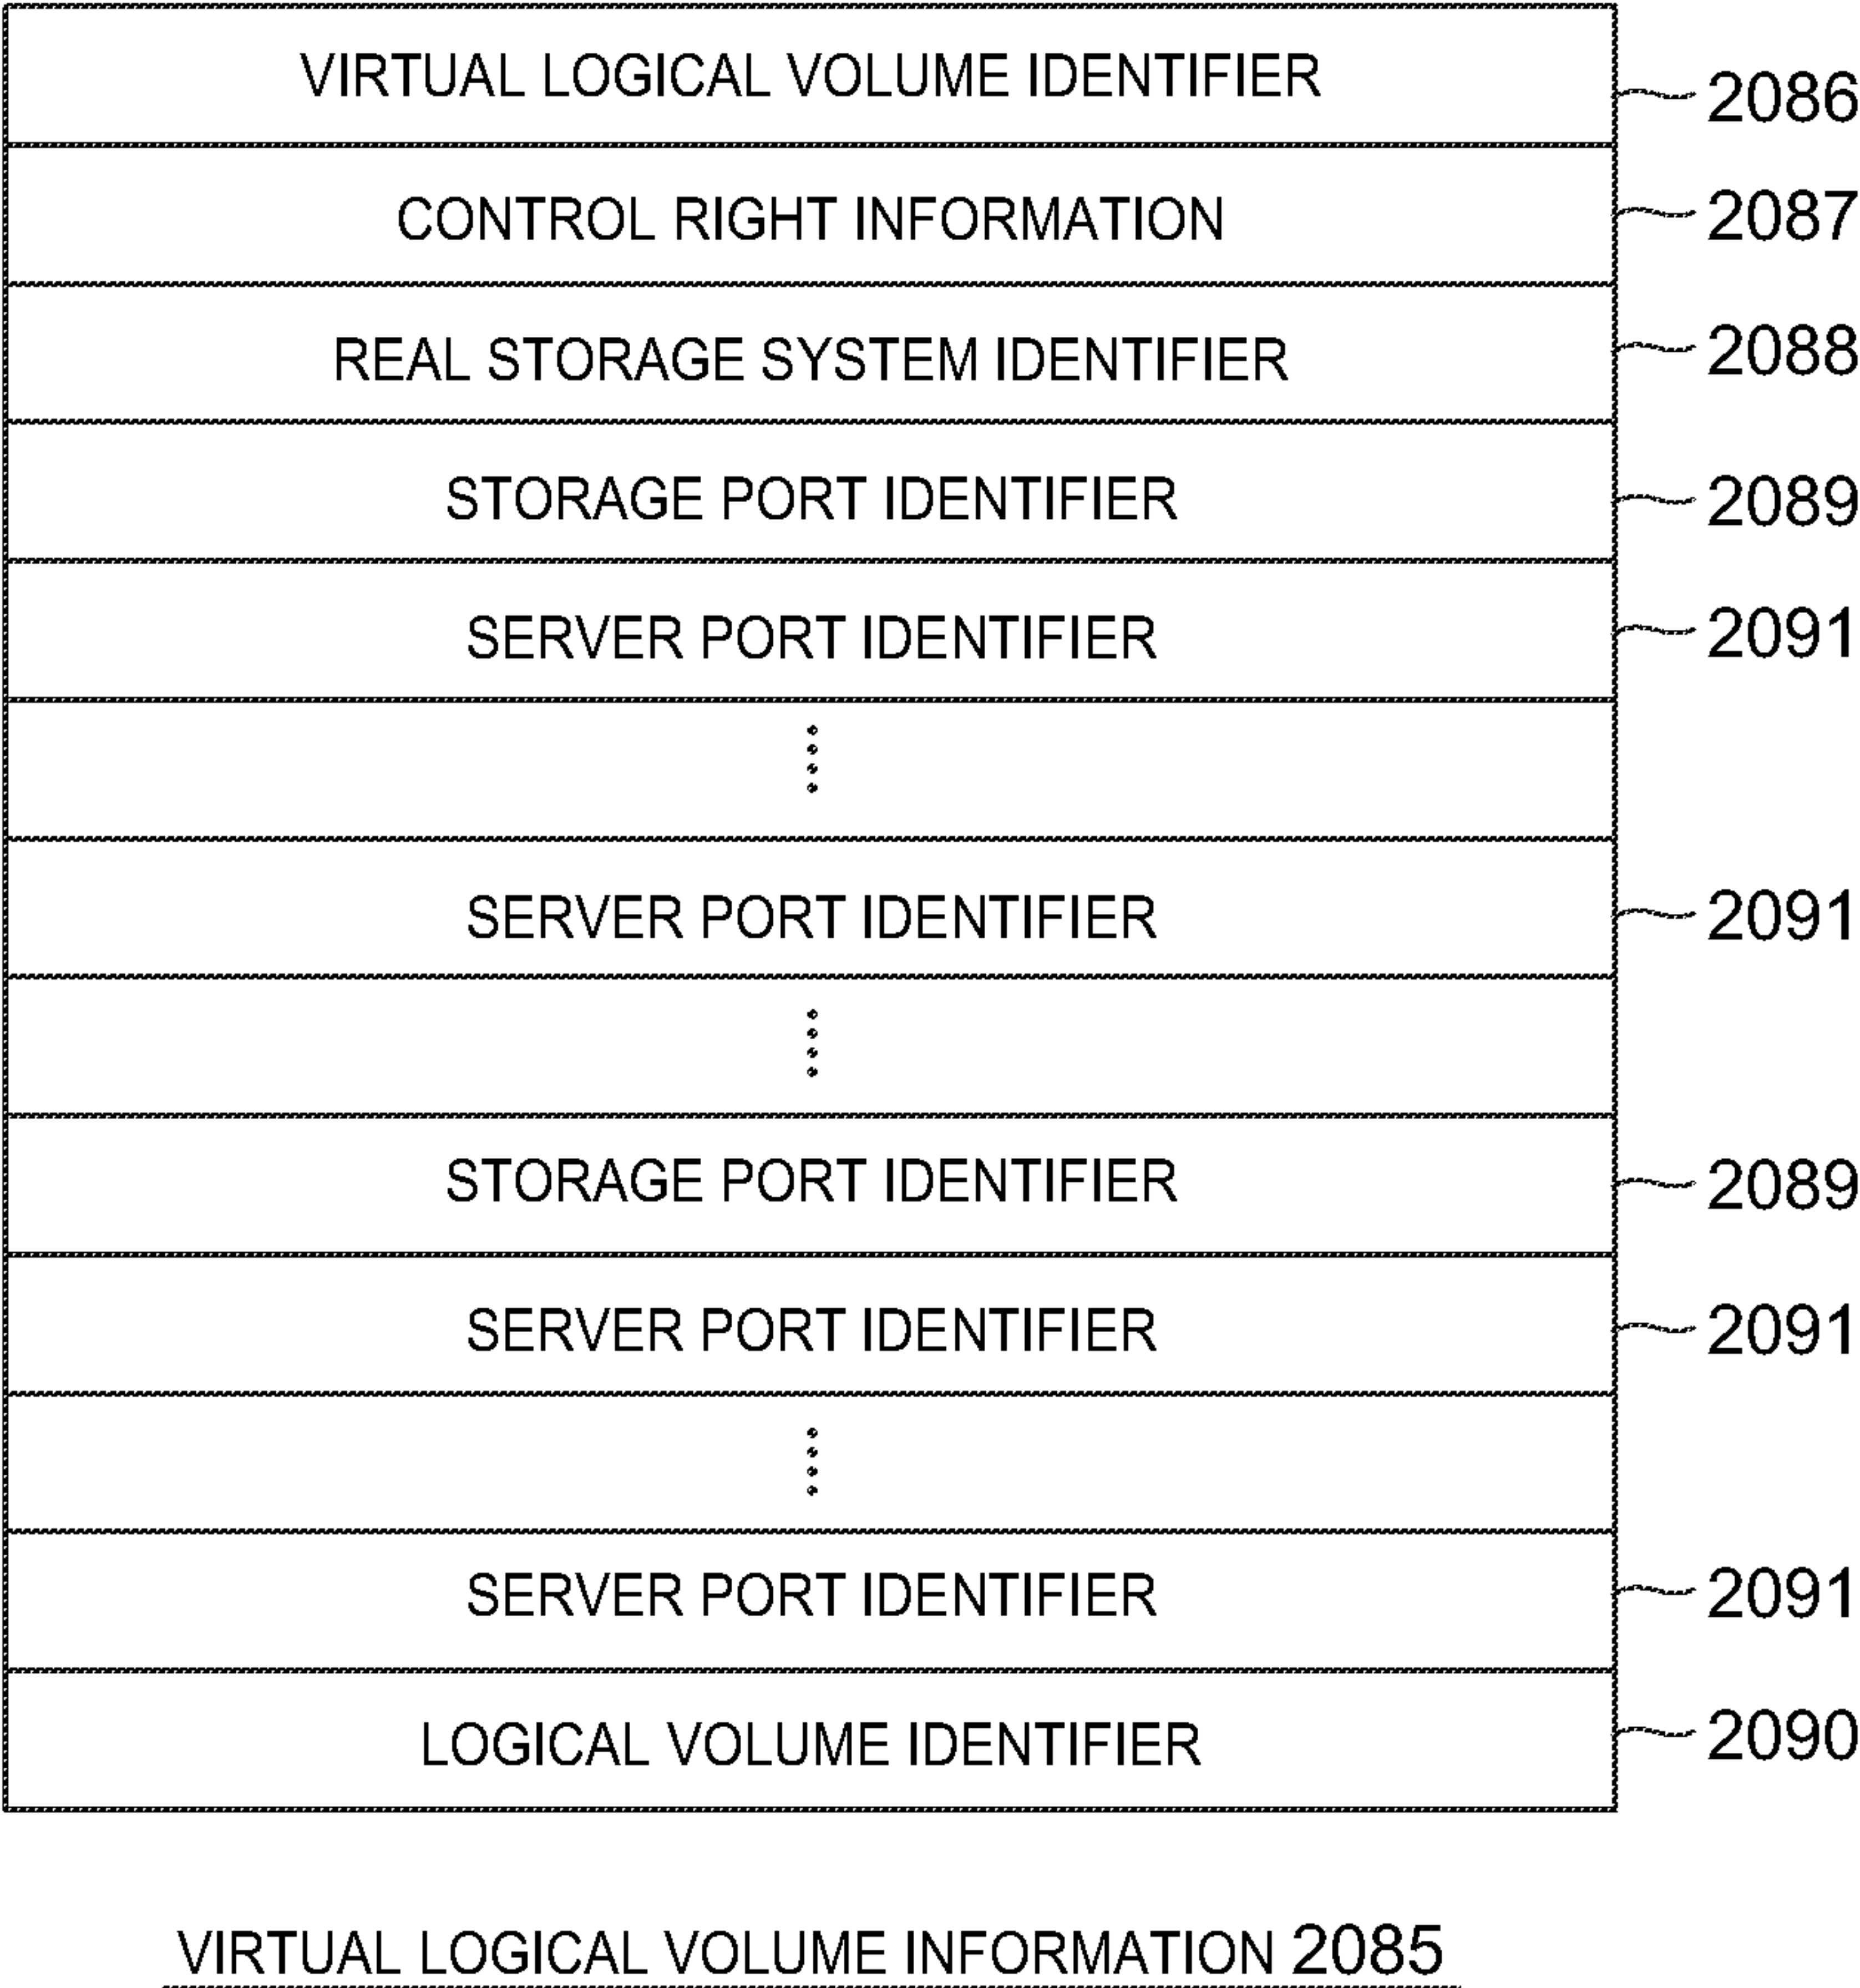 VIRTUAL LOGICAL VOLUME IDENTIFIER 2086
CONTROL RIGHT INFORMATION 2087
REAL STORAGE SYSTEM IDENTIFIER 2088
STORAGE PORT IDENTIFIER 2089
SERVER PORT IDENTIFIER 2091
SERVER PORT IDENTIFIER 2091
STORAGE PORT IDENTIFIER 2089
SERVER PORT IDENTIFIER 2091
SERVER PORT IDENTIFIER 2091
LOGICAL VOLUME IDENTIFIER 2090
VIRTUAL LOGICAL VOLUME INFORMATION 2085